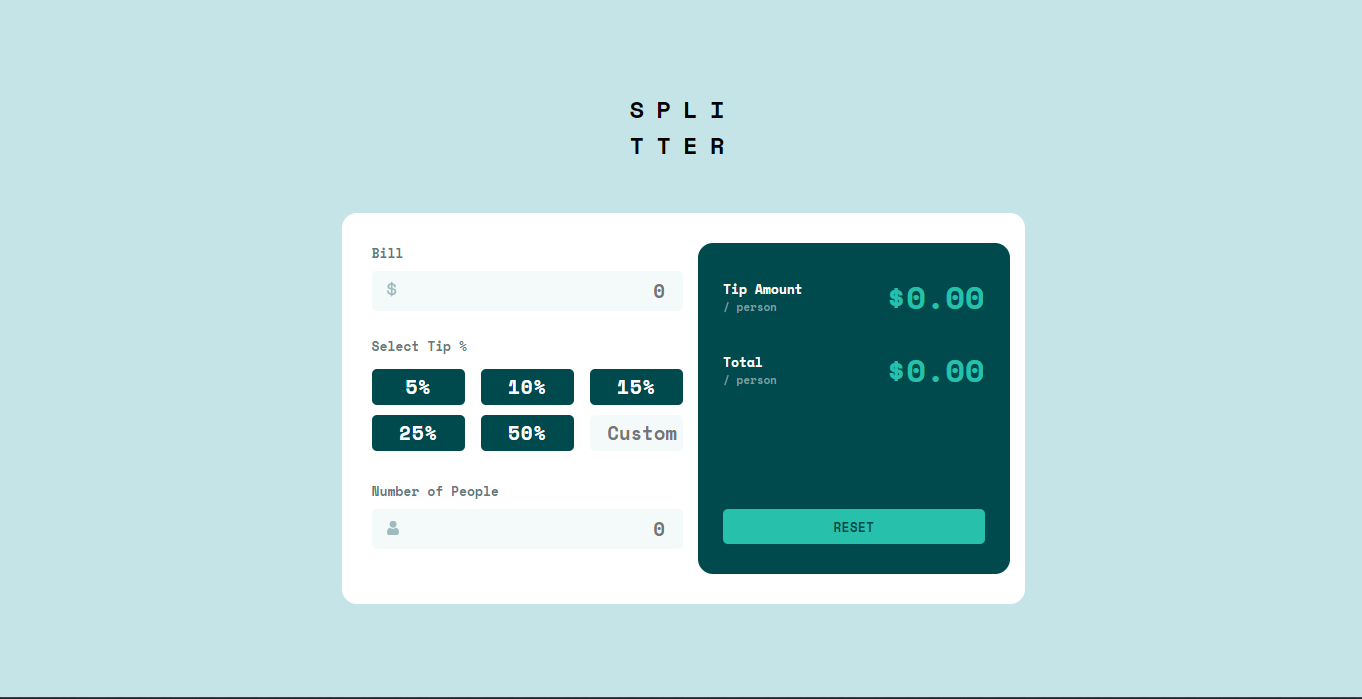 SPLI
TTER
Bill
$ 0
Select Tip %
5% 10% 15%
25% 50% Custom
Number of People
0
Tip Amount
/ person
$0.00
Total
/ person
$0.00
RESET